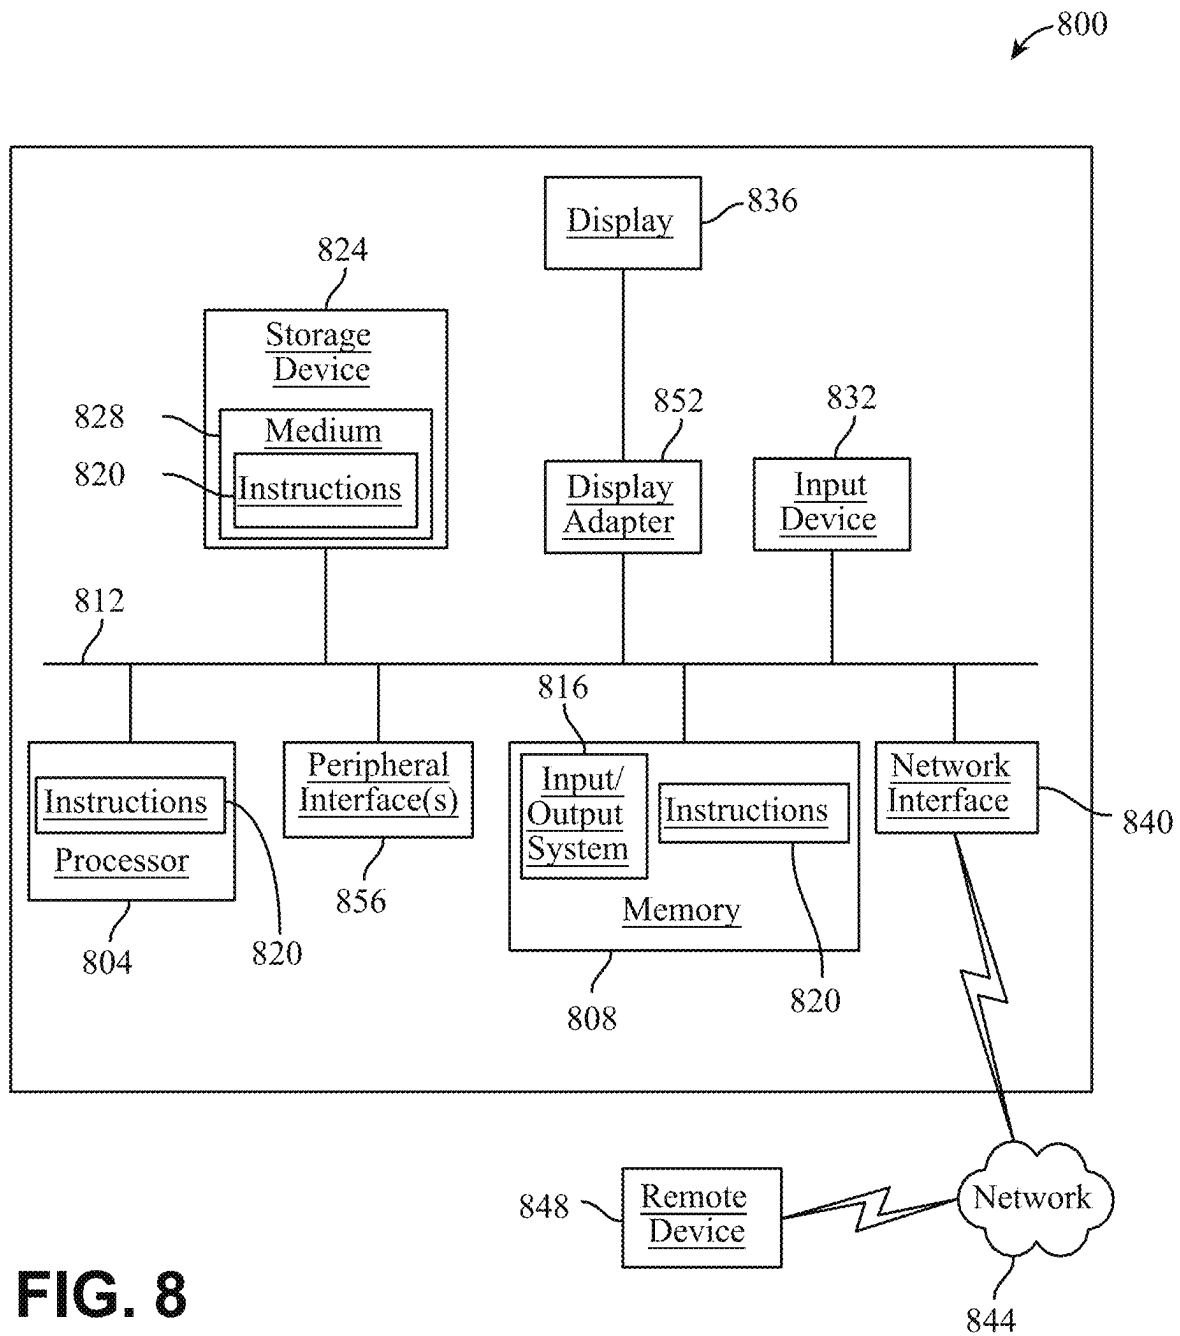 800
Display
836
824
Storage
Device
828
Medium
820
Instructions
852
Display
Adapter
832
Input
Device
812
816
Instructions
Processor
804
820
Peripheral
Interface(s)
856
Input/
Output
System
Instructions
Memory
808
820
Network
Interface
840
848
Remote
Device
Network
844
FIG. 8